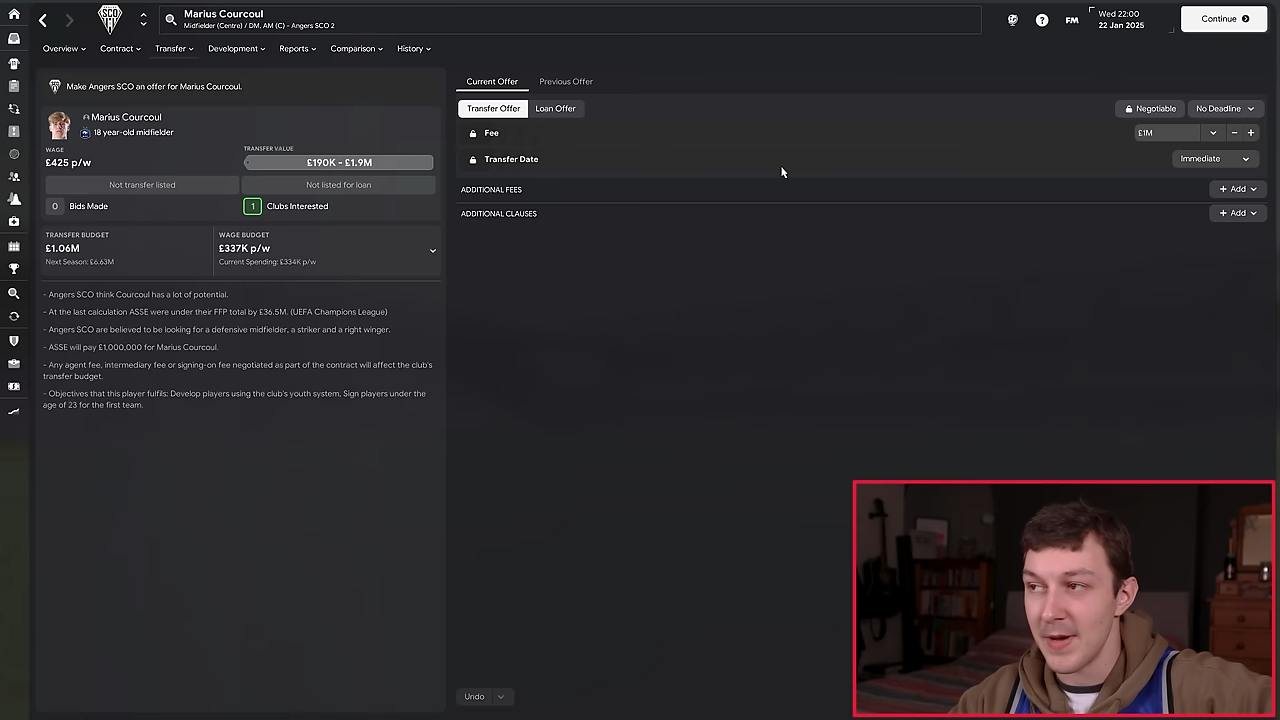 Marius Courcoul
Midfielder (Centre) / DM, AM (C) - Angers SCO 2
Wed 22:00
22 Jan 2025
FM
Continue
Overview
Contract
Transfer
Development
Reports
Comparison
History
Make Angers SCO an offer for Marius Courcoul.
Marius Courcoul
18 year-old midfielder
WAGE
£425 p/w
TRANSFER VALUE
£190K - £1.9M
Not transfer listed
Not listed for loan
0 Bids Made
1 Clubs Interested
TRANSFER BUDGET
£1.06M
Next Season: £6.63M
WAGE BUDGET
£337K p/w
Current Spending: £334K p/w
- Angers SCO think Courcoul has a lot of potential.
- At the last calculation ASSE were under their FFP total by £36.5M. (UEFA Champions League)
- Angers SCO are believed to be looking for a defensive midfielder, a striker and a right winger.
- ASSE will pay £1,000,000 for Marius Courcoul.
- Any agent fee, intermediary fee or signing-on fee negotiated as part of the contract will affect the club's
transfer budget.
- Objectives that this player fulfils: Develop players using the club's youth system, Sign players under the
age of 23 for the first team.
Current Offer
Previous Offer
Transfer Offer
Loan Offer
Negotiable
No Deadline
Fee
£1M
Transfer Date
Immediate
ADDITIONAL FEES
+ Add
ADDITIONAL CLAUSES
+ Add
Undo